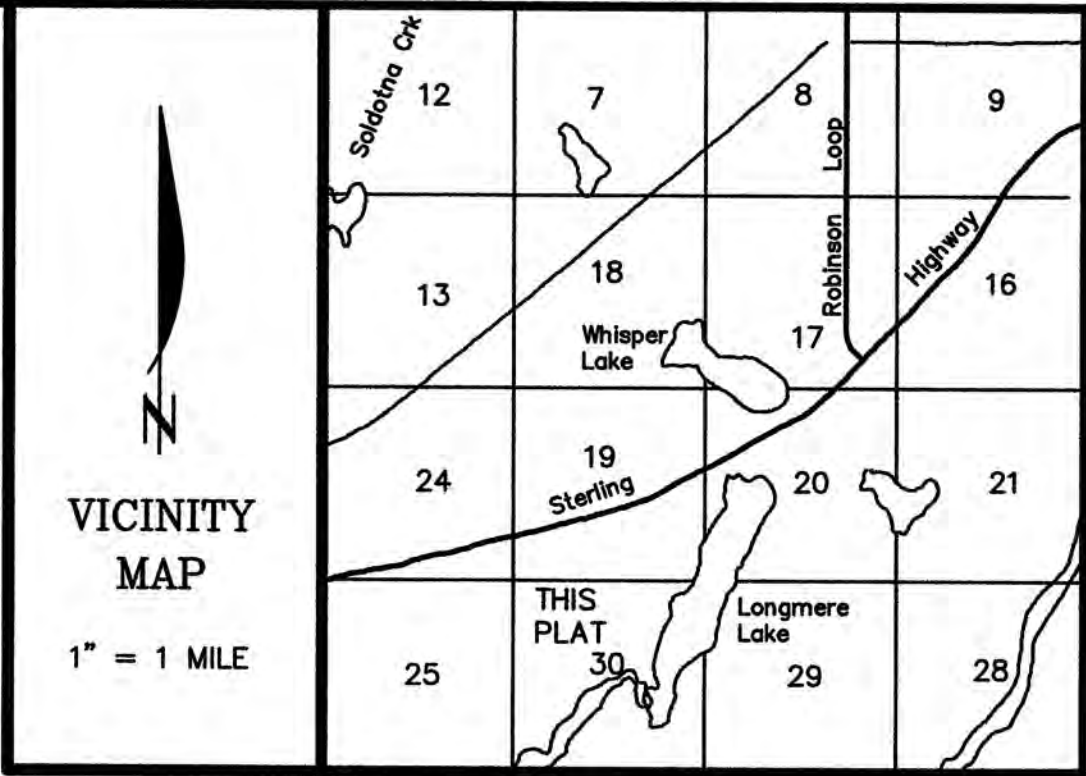 N
VICINITY
MAP
1” = 1 MILE
Soldotna Crk
12
7
8
9
Robinson Loop
13
18
Whisper
Lake
17
Highway
16
24
19
Sterling
20
21
THIS
PLAT
Longmere
Lake
25
30
29
28